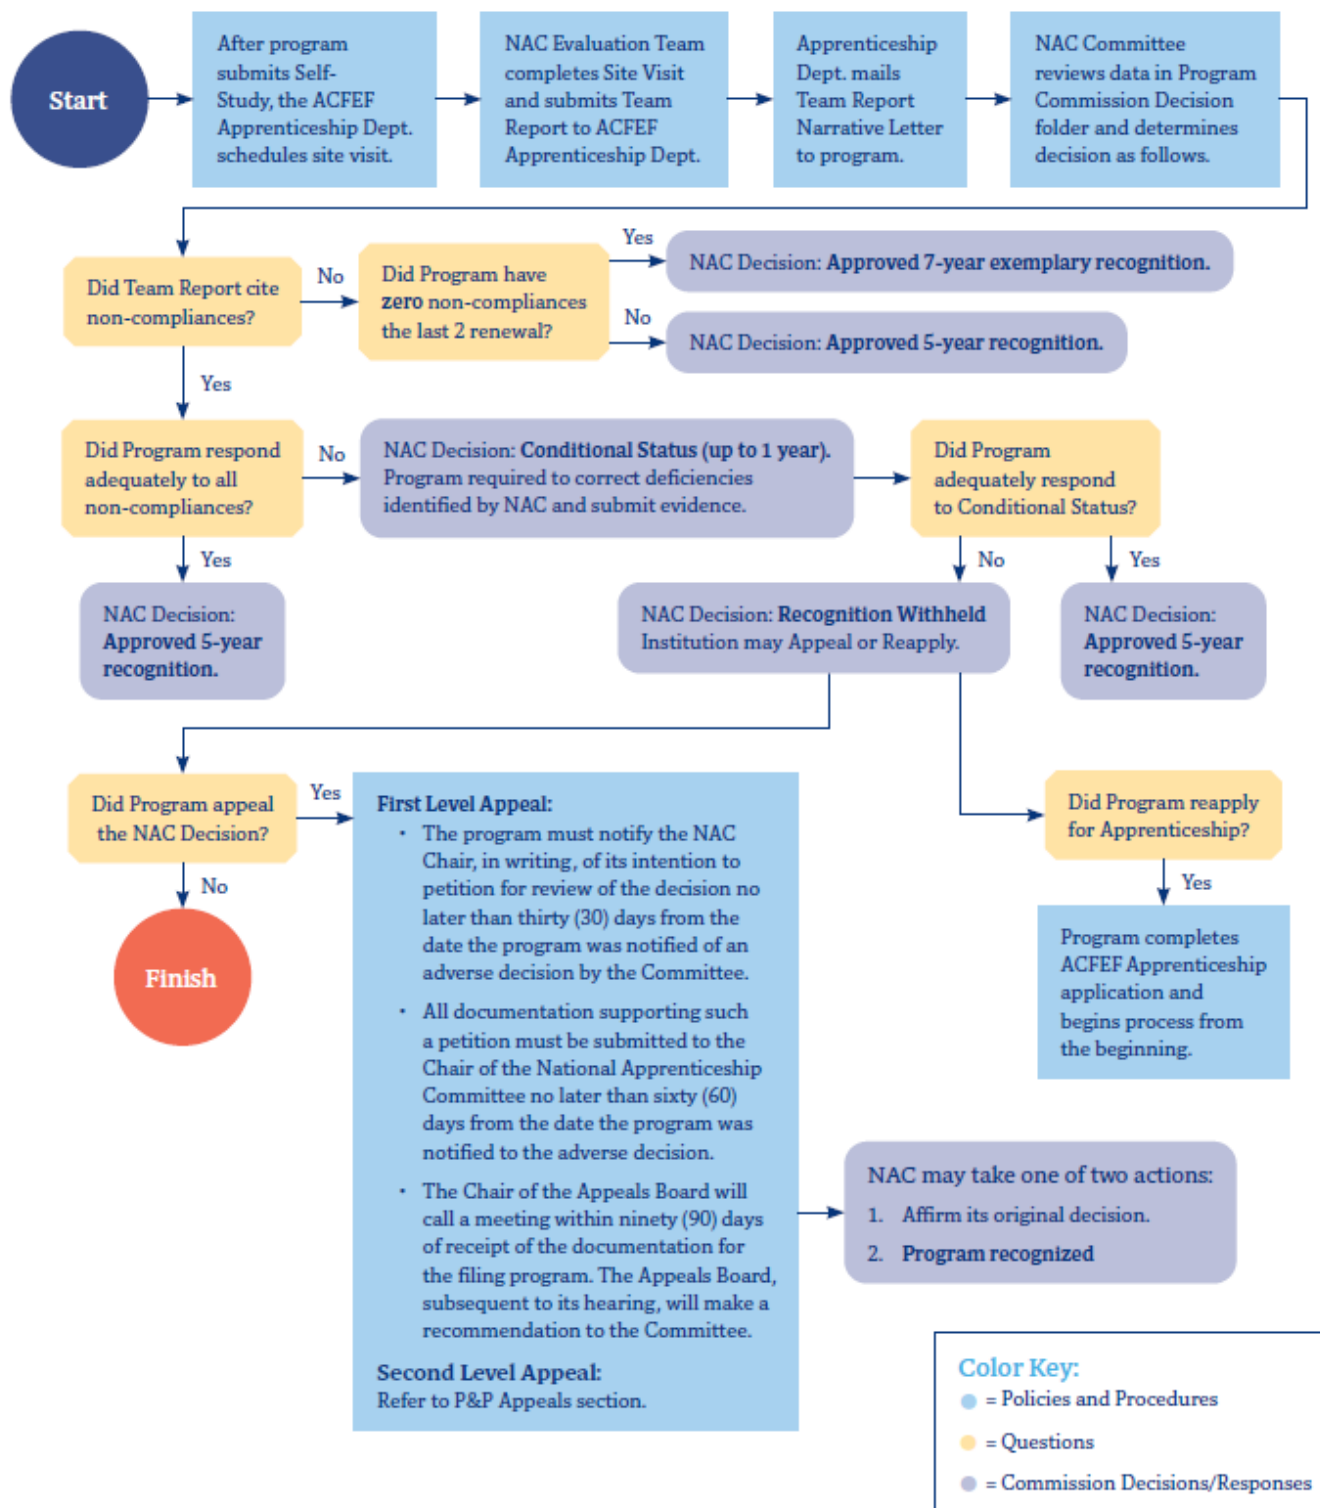 Start
After program
submits Self-
Study, the ACFEF
Apprenticeship Dept.
schedules site visit.
NAC Evaluation Team
completes Site Visit
and submits Team
Report to ACFEF
Apprenticeship Dept.
Apprenticeship
Dept. mails
Team Report
Narrative Letter
to program.
NAC Committee
reviews data in Program
Commission Decision
folder and determines
decision as follows.
Did Team Report cite
non-compliances?
No
Did Program have
zero non-compliances
the last 2 renewal?
Yes
NAC Decision: Approved 7-year exemplary recognition.
No
NAC Decision: Approved 5-year recognition.
Yes
Did Program respond
adequately to all
non-compliances?
No
NAC Decision: Conditional Status (up to 1 year).
Program required to correct deficiencies
identified by NAC and submit evidence.
Did Program
adequately respond
to Conditional Status?
Yes
NAC Decision:
Approved 5-year
recognition.
No
NAC Decision: Recognition Withheld
Institution may Appeal or Reapply.
Yes
NAC Decision:
Approved 5-year
recognition.
Did Program appeal
the NAC Decision?
Yes
No
Finish
First Level Appeal:
• The program must notify the NAC
Chair, in writing, of its intention to
petition for review of the decision no
later than thirty (30) days from the
date the program was notified of an
adverse decision by the Committee.
• All documentation supporting such
a petition must be submitted to the
Chair of the National Apprenticeship
Committee no later than sixty (60)
days from the date the program was
notified to the adverse decision.
• The Chair of the Appeals Board will
call a meeting within ninety (90) days
of receipt of the documentation for
the filing program. The Appeals Board,
subsequent to its hearing, will make a
recommendation to the Committee.
Second Level Appeal:
Refer to P&P Appeals section.
Did Program reapply
for Apprenticeship?
Yes
Program completes
ACFEF Apprenticeship
application and
begins process from
the beginning.
NAC may take one of two actions:
1. Affirm its original decision.
2. Program recognized
Color Key:
= Policies and Procedures
= Questions
= Commission Decisions/Responses